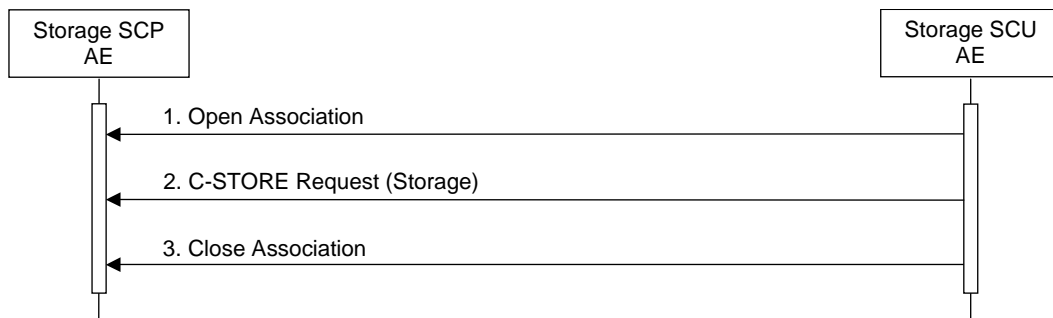 Storage SCP
AE
Storage SCU
AE
1. Open Association
2. C-STORE Request (Storage)
3. Close Association